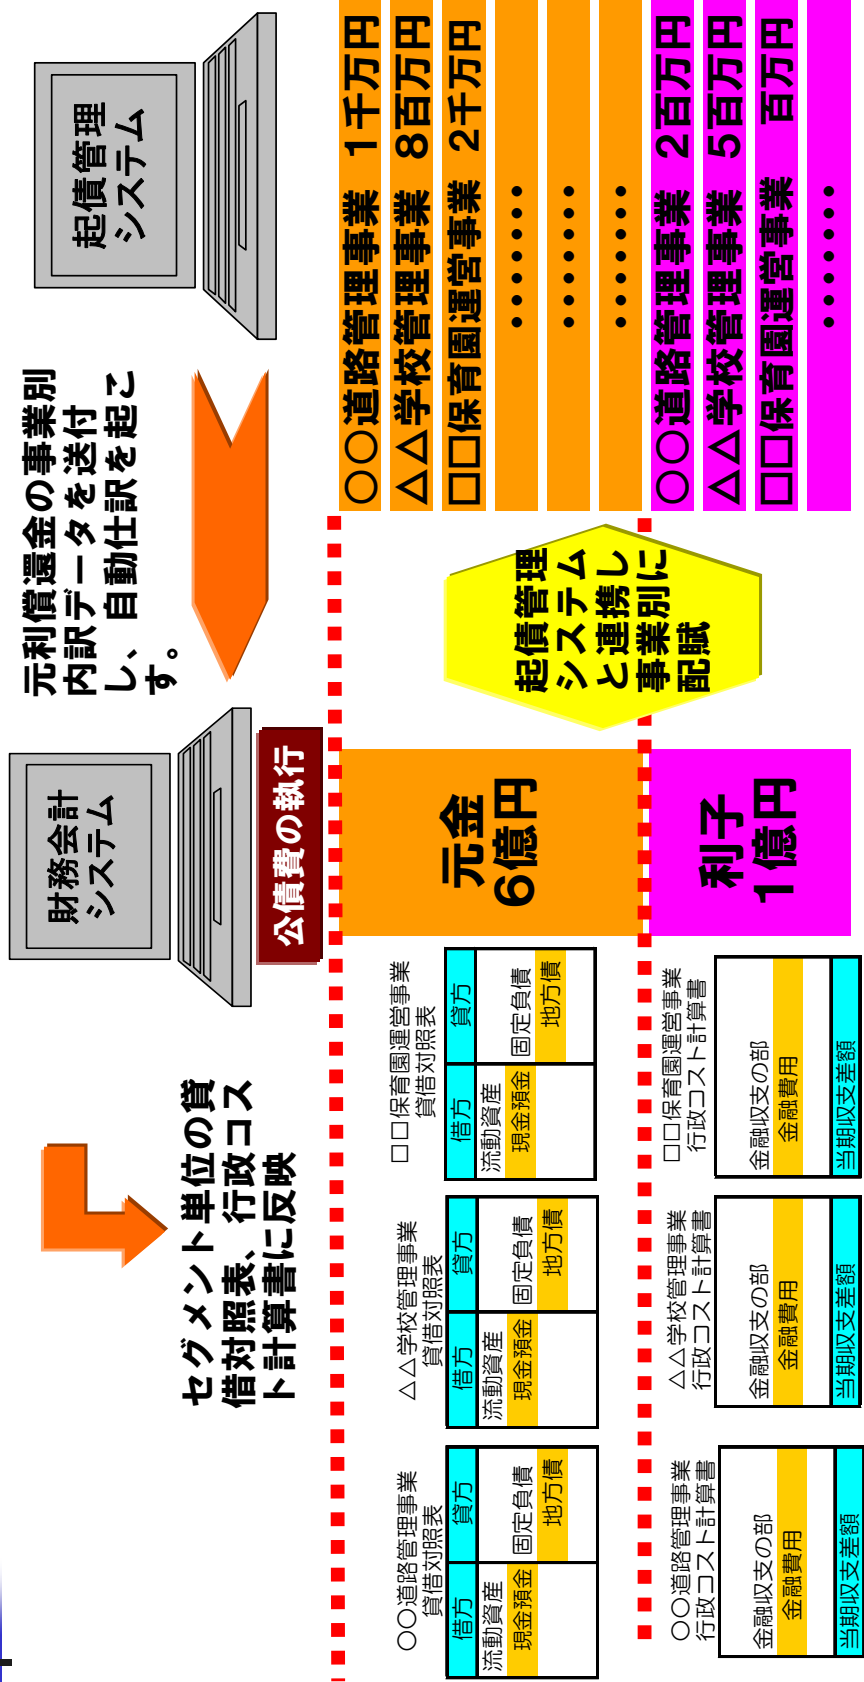 起債管理
システム
元利償還金の事業別
内訳データを送付
し、自動仕訳を起こ
す。
財務会計
システム
公債費の執行
セグメント単位の貸
借対照表、行政コス
ト計算書に反映
〇〇道路管理事業 1千万円
△△学校管理事業 8百万円
□□保育園運営事業 2千万円
・・・・・・・
・・・・・・・
・・・・・・・
〇〇道路管理事業 2百万円
△△学校管理事業 5百万円
□□保育園運営事業 百万円
・・・・・・・
起債管理
システム
と連携し
事業別に
配賦
元金
6億円
利子
1億円
〇〇道路管理事業
貸借対照表
借方 貸方
流動資産 固定負債
現金預金 地方債
△△学校管理事業
貸借対照表
借方 貸方
流動資産 固定負債
現金預金 地方債
□□保育園運営事業
貸借対照表
借方 貸方
流動資産 固定負債
現金預金 地方債
〇〇道路管理事業
行政コスト計算書
金融収支の部
金融費用
当期収支差額
△△学校管理事業
行政コスト計算書
金融収支の部
金融費用
当期収支差額
□□保育園運営事業
行政コスト計算書
金融収支の部
金融費用
当期収支差額